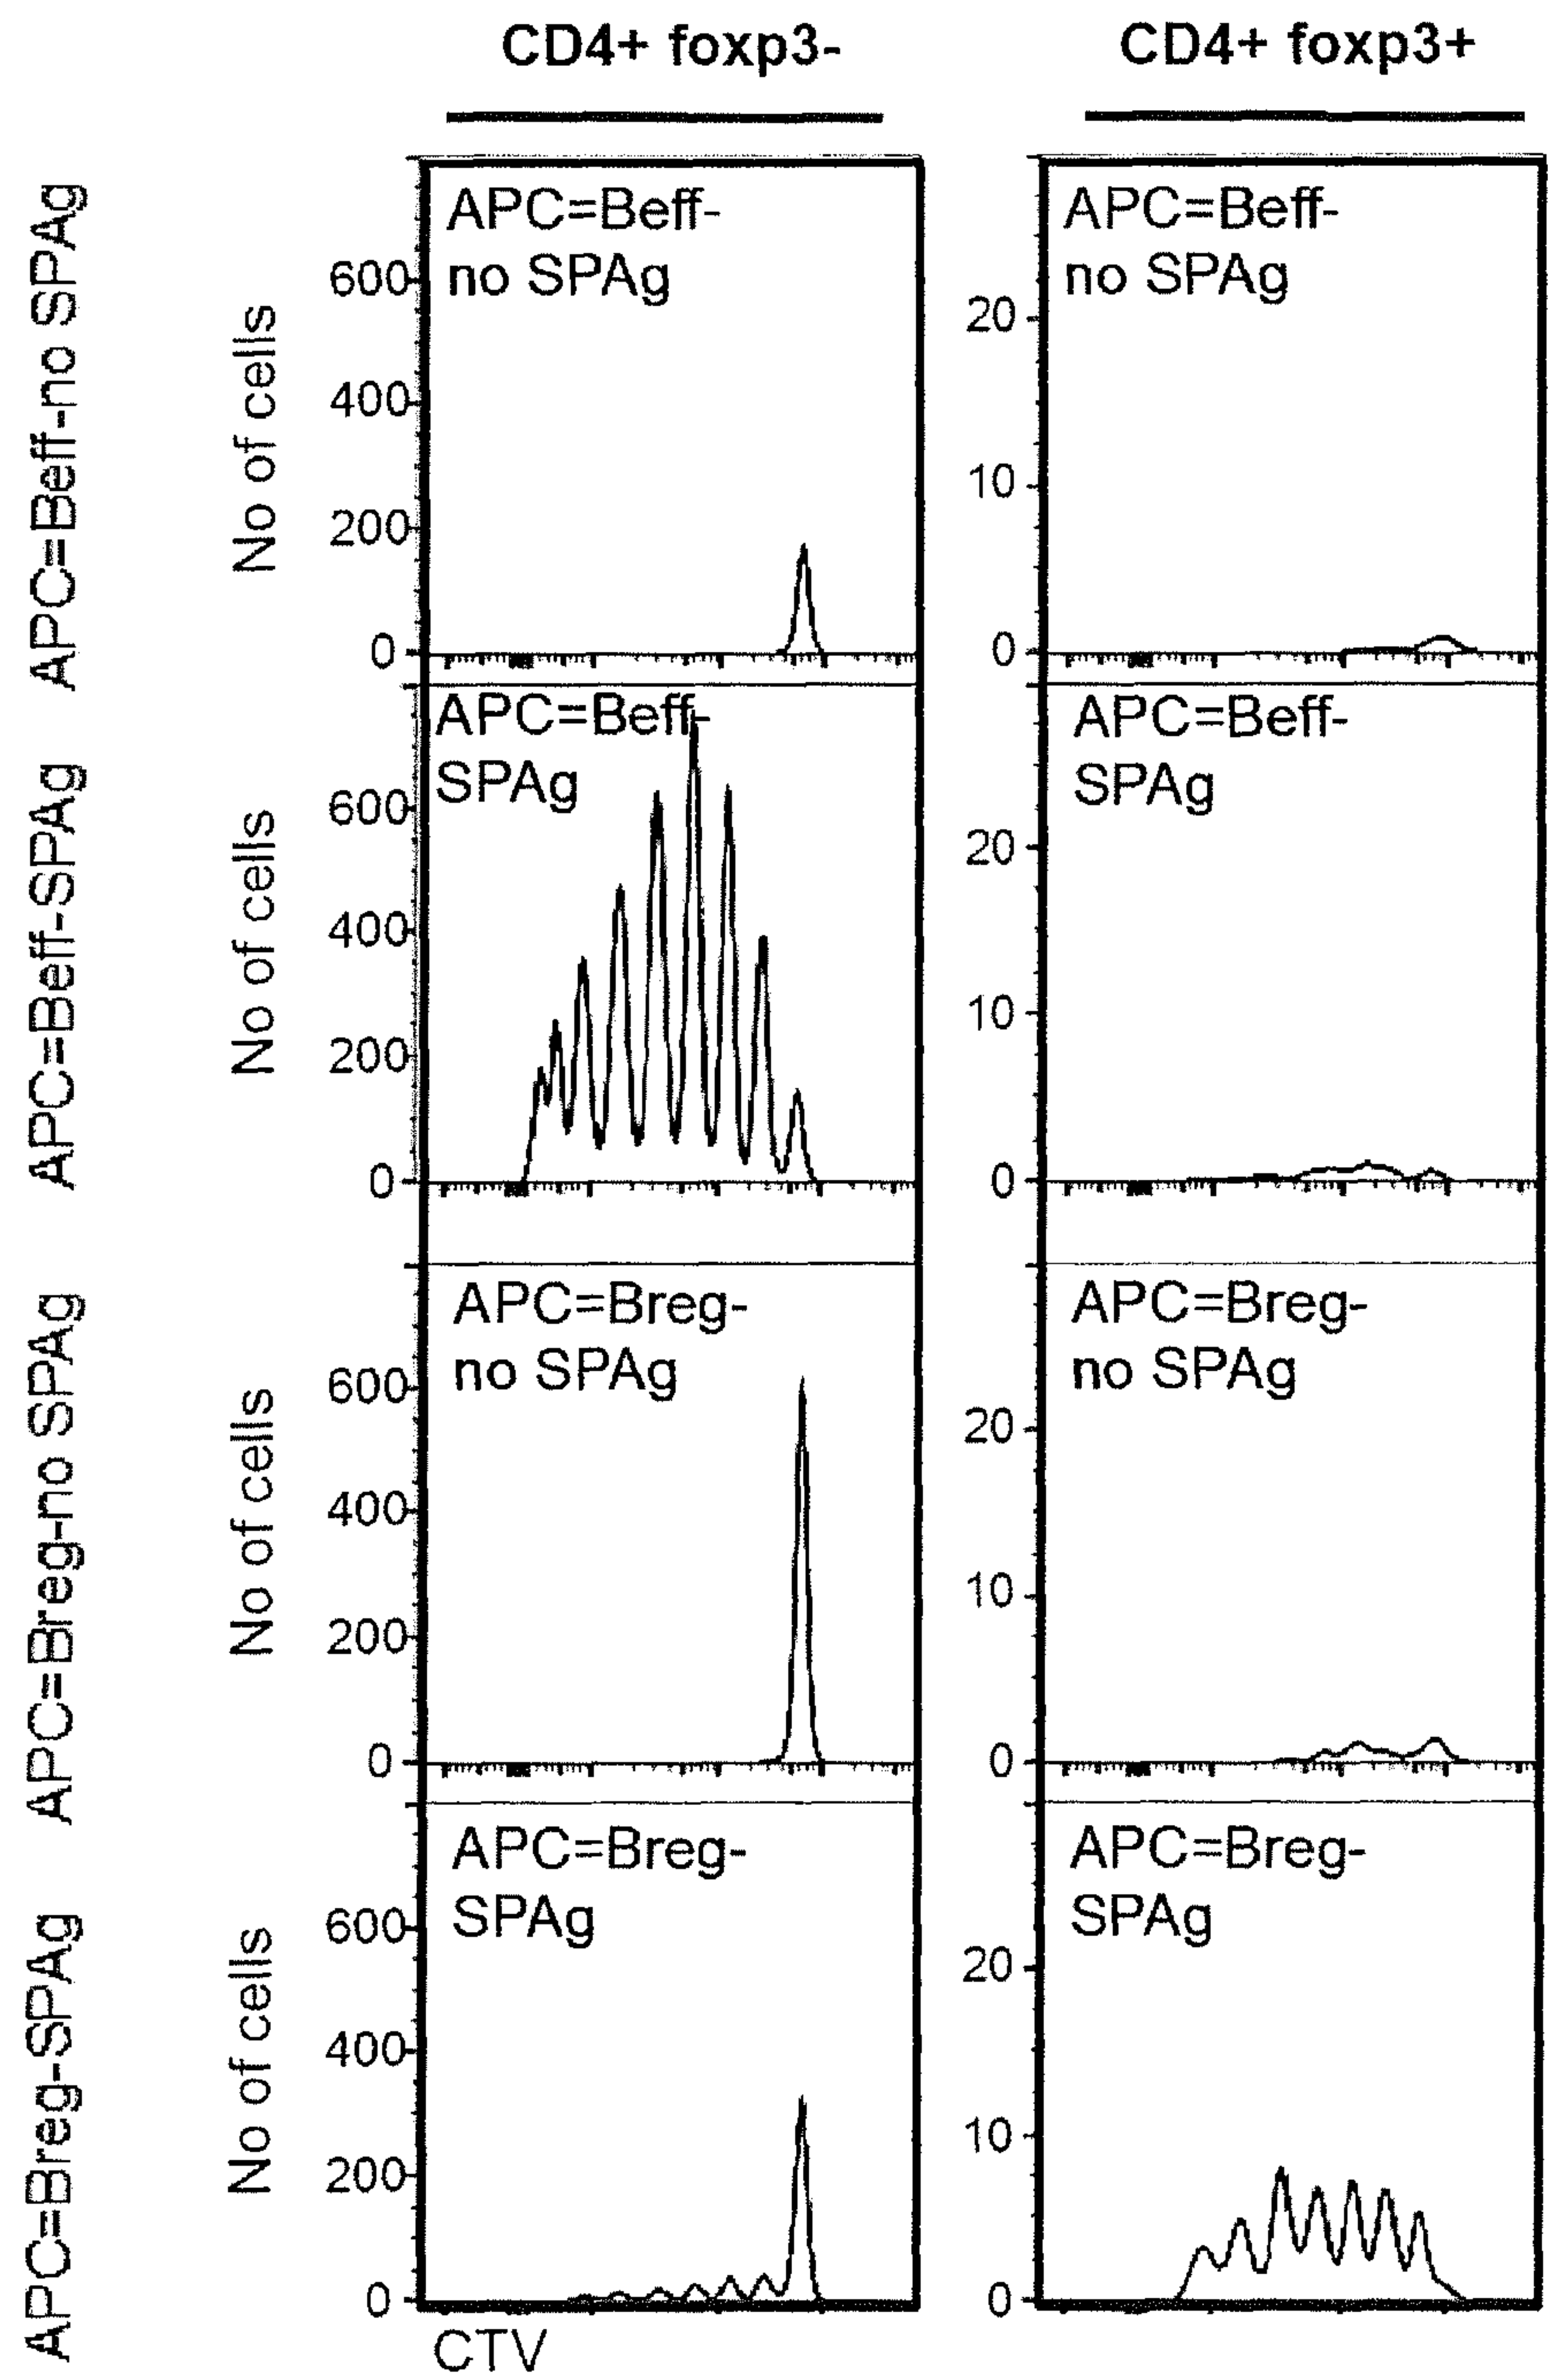 CD4+ foxp3-
CD4+ foxp3+
APC=Beff-no SPAg
No of cells
600
400
200
0
APC=Beff-
no SPAg
20
10
0
APC=Beff-
no SPAg
APC=Beff-SPAg
No of cells
600
400
200
0
APC=Beff-
SPAg
20
10
0
APC=Beff-
SPAg
APC=Breg-no SPAg
No of cells
600
400
200
0
APC=Breg-
no SPAg
20
10
0
APC=Breg-
no SPAg
APC=Breg-SPAg
No of cells
600
400
200
0
APC=Breg-
SPAg
20
10
0
APC=Breg-
SPAg
CTV